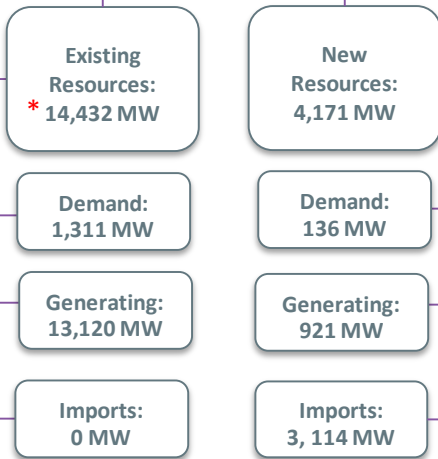 Existing
Resources:
* 14,432 MW
New
Resources:
4,171 MW
Demand:
1,311 MW
Demand:
136 MW
Generating:
13,120 MW
Generating:
921 MW
Imports:
0 MW
Imports:
3, 114 MW